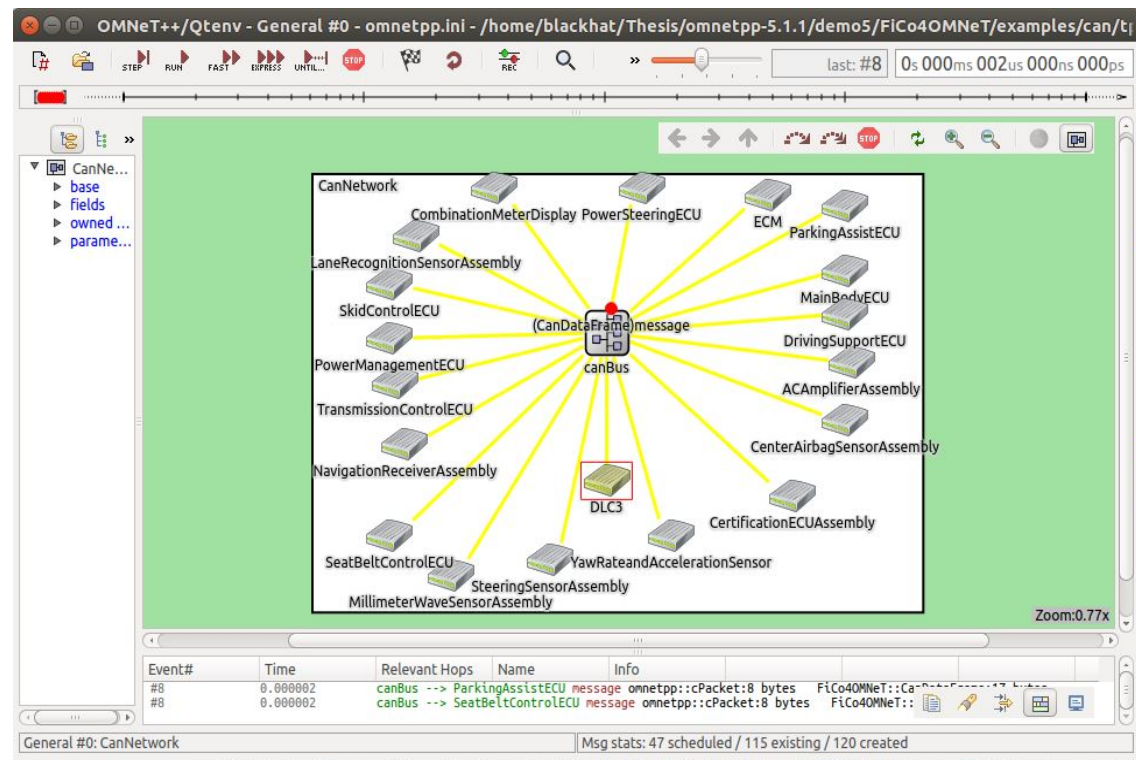 OMNeT++/Qtenv - General #0 - omnetpp.ini - /home/blackhat/Thesis/omnetpp-5.1.1/demo5/FiCo4OMNeT/examples/can/t
STEP RUN FAST EXPRESS UNTIL... STOP REC » last: #8 0s 000ms 002us 000ns 000ps
»
STOP
CanNe...
base
fields
owned ...
parame...
CanNetwork
CombinationMeterDisplay PowerSteeringECU
ECM
ParkingAssistECU
LaneRecognitionSensorAssembly
MainBodyECU
SkidControlECU
(CanDataFrame)message
DrivingSupportECU
PowerManagementECU
canBus
ACAmplifierAssembly
TransmissionControlECU
CenterAirbagSensorAssembly
NavigationReceiverAssembly
DLC3
CertificationECUAssembly
SeatBeltControlECU
YawRateandAccelerationSensor
SteeringSensorAssembly
MillimeterWaveSensorAssembly
Zoom:0.77x
Event# Time Relevant Hops Name Info
#8 0.000002 canBus --> ParkingAssistECU message omnetpp::cPacket:8 bytes FiCo4OMNeT::CanDataFrame:17 bytes
#8 0.000002 canBus --> SeatBeltControlECU message omnetpp::cPacket:8 bytes FiCo4OMNeT::
General #0: CanNetwork Msg stats: 47 scheduled / 115 existing / 120 created